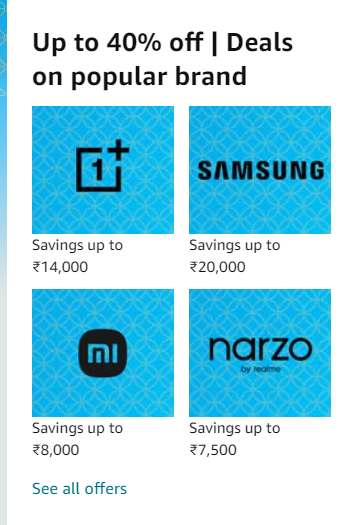 Up to 40% off | Deals
on popular brand
1+
SΛMSUNG
Savings up to
₹14,000
Savings up to
₹20,000
mi
narzo
by realme
Savings up to
₹8,000
Savings up to
₹7,500
See all offers